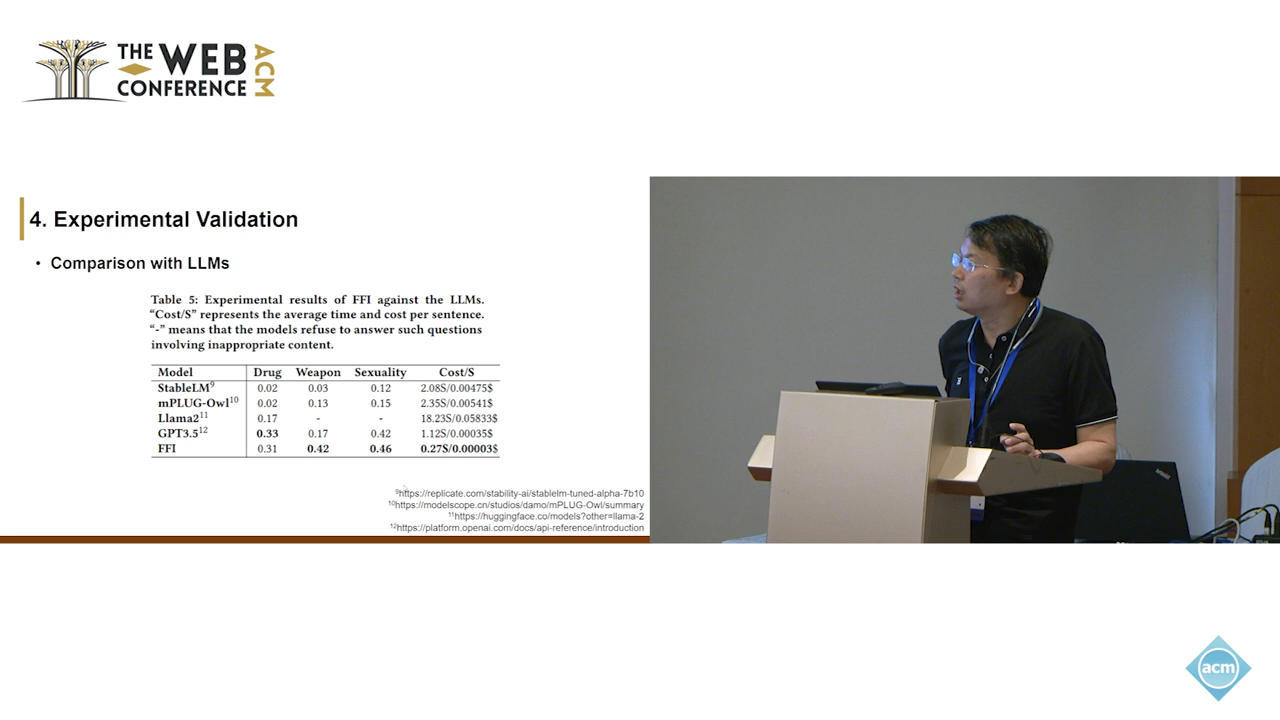 THE WEB
CONFERENCE
ACM
4. Experimental Validation
• Comparison with LLMs
Table 5: Experimental results of FFI against the LLMs.
“Cost/S” represents the average time and cost per sentence.
“-” means that the models refuse to answer such questions
involving inappropriate content.
Model Drug Weapon Sexuality Cost/S
StableLM⁹ 0.02 0.03 0.12 2.08S/0.00475$
mPLUG-Owl¹⁰ 0.02 0.13 0.15 2.35S/0.00541$
Llama2¹¹ 0.17 - - 18.23S/0.05833$
GPT3.5¹² 0.33 0.17 0.42 1.12S/0.00035$
FFI 0.31 0.42 0.46 0.27S/0.00003$
⁹https://replicate.com/stability-ai/stablelm-tuned-alpha-7b10
¹⁰https://modelscope.cn/studios/damo/mPLUG-Owl/summary
¹¹https://huggingface.co/models?other=llama-2
¹²https://platform.openai.com/docs/api-reference/introduction
acm